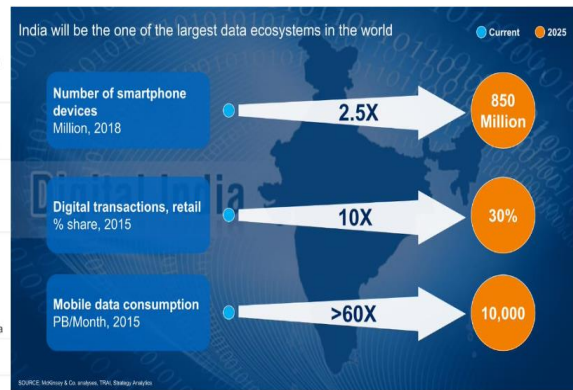 India will be the one of the largest data ecosystems in the world
Current
2025
Number of smartphone
devices
Million, 2018
2.5X
850
Million
Digital India
Digital transactions, retail
% share, 2015
10X
30%
Mobile data consumption
PB/Month, 2015
>60X
10,000
a
SOURCE: McKinsey & Co. analyses, TRAI, Strategy Analytics